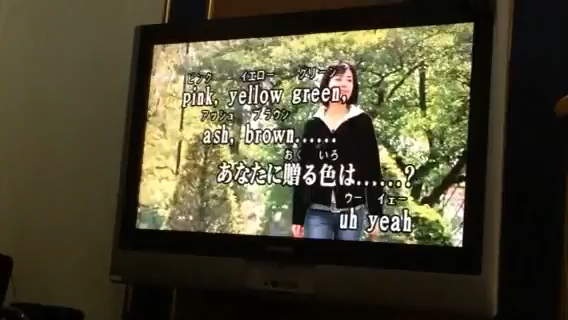 ピンク イエロー グリーン
pink, yellow green,
アッシュ ブラウン
ash, brown......
おく いろ
あなたに贈る色は......?
ウー イェー
uh yeah